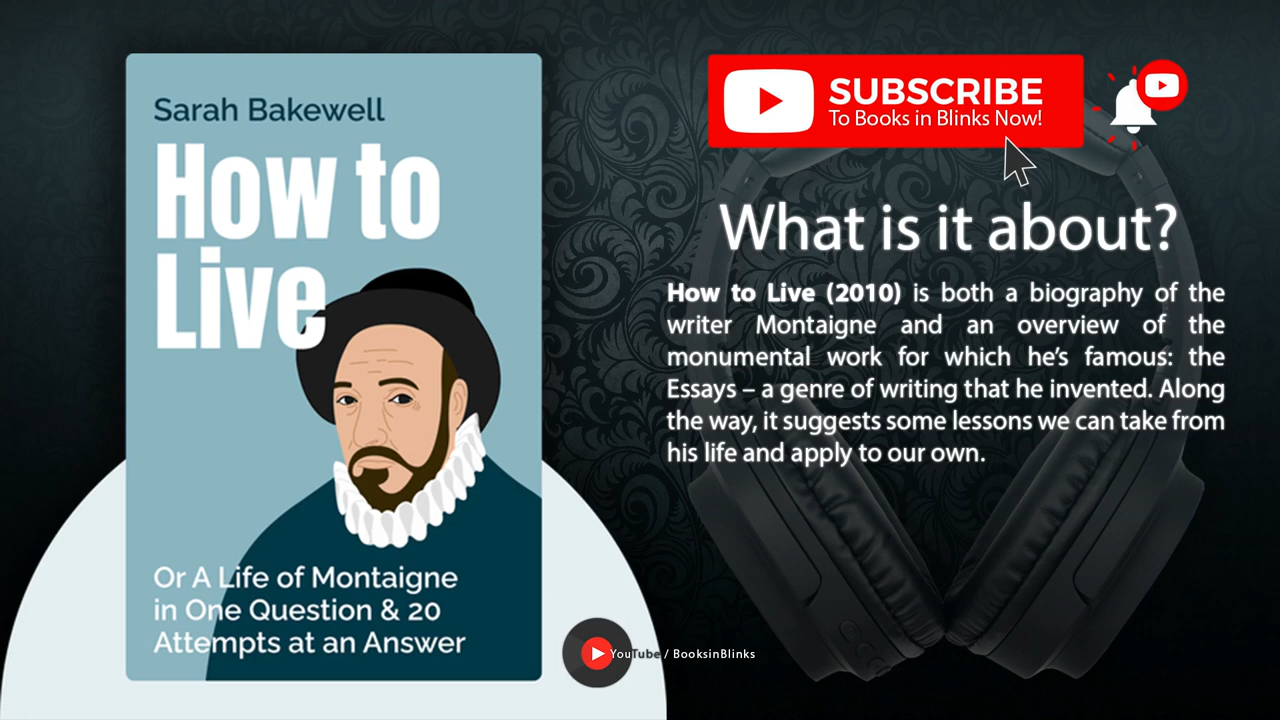 Sarah Bakewell
How to
Live
Or A Life of Montaigne
in One Question & 20
Attempts at an Answer
SUBSCRIBE
To Books in Blinks Now!
What is it about?
How to Live (2010) is both a biography of the
writer Montaigne and an overview of the
monumental work for which he’s famous: the
Essays – a genre of writing that he invented. Along
the way, it suggests some lessons we can take from
his life and apply to our own.
YouTube / BooksinBlinks